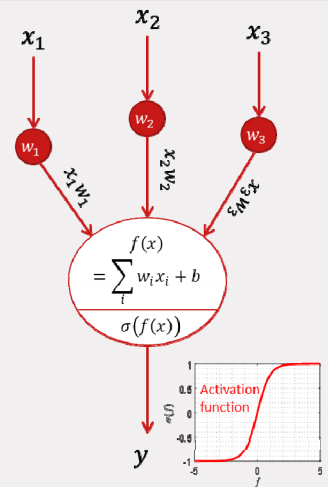 x₁ x₂ x₃
w₁ w₂ w₃
x₁w₁ x₂w₂ x₃w₃
f(x)
= ∑ᵢ wᵢxᵢ + b
σ(f(x))
y
1
0.5
0
-0.5
-1
σ(f)
Activation
function
-5 0 5
f